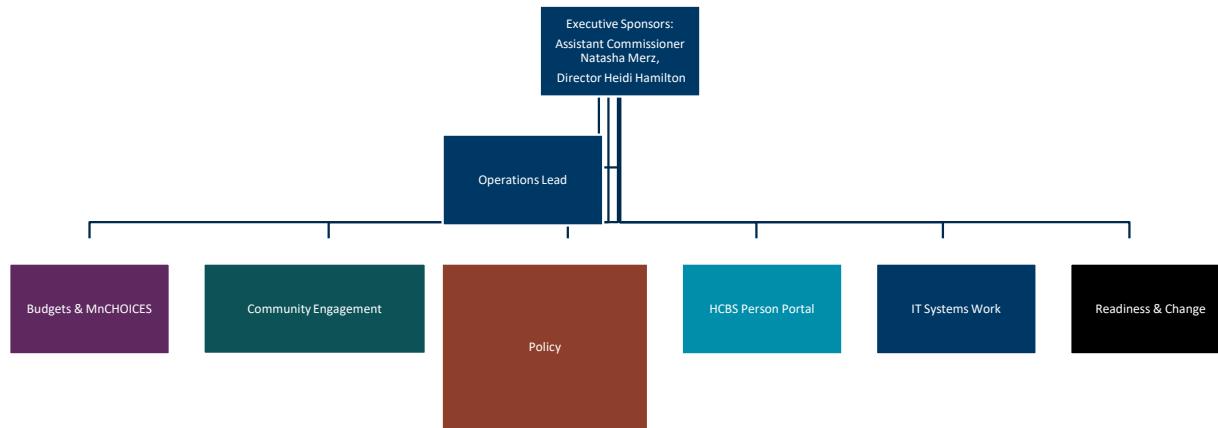 Executive Sponsors:
Assistant Commissioner
Natasha Merz,
Director Heidi Hamilton
Operations Lead
Budgets & MnCHOICES
Community Engagement
Policy
HCBS Person Portal
IT Systems Work
Readiness & Change